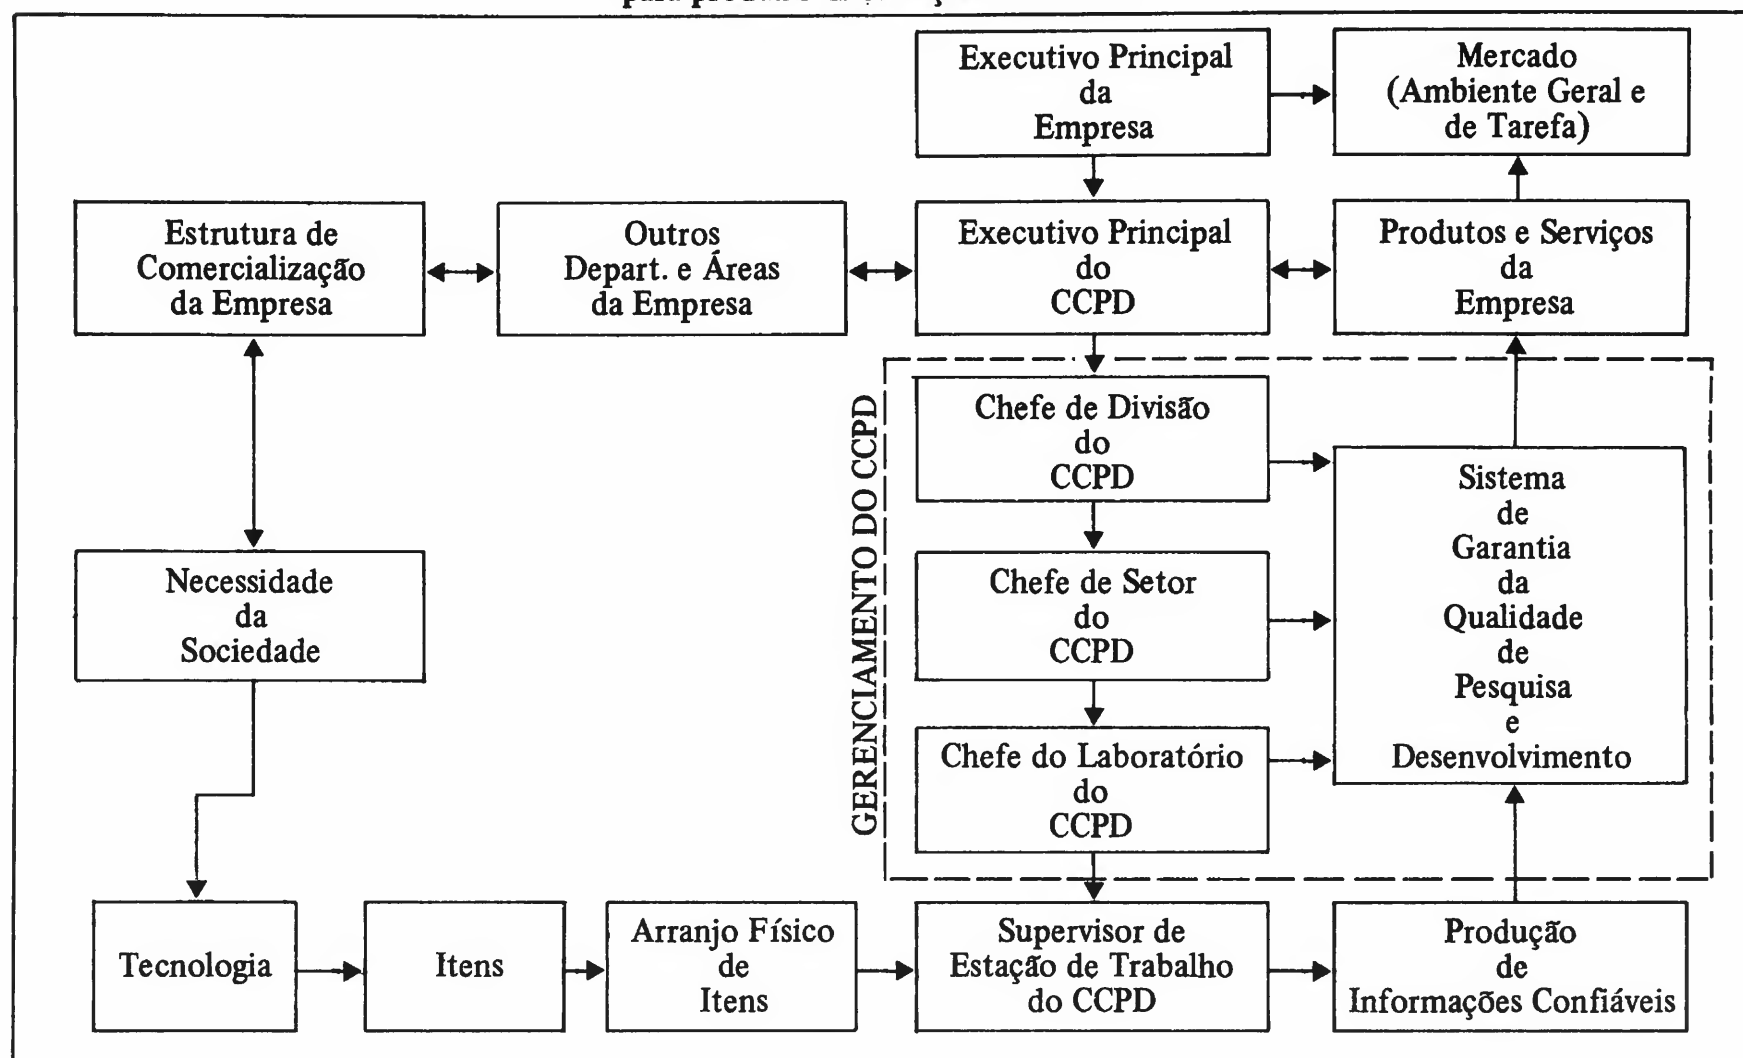 Executivo Principal
da
Empresa
Mercado
(Ambiente Geral e
de Tarefa)
Estrutura de
Comercialização
da Empresa
Outros
Depart. e Áreas
da Empresa
Executivo Principal
do
CCPD
Produtos e Serviços
da
Empresa
GERENCIAMENTO DO CCPD
Chefe de Divisão
do
CCPD
Sistema
de
Garantia
da
Qualidade
de
Pesquisa
e
Desenvolvimento
Necessidade
da
Sociedade
Chefe de Setor
do
CCPD
Chefe do Laboratório
do
CCPD
Tecnologia
Itens
Arranjo Físico
de
Itens
Supervisor de
Estação de Trabalho
do CCPD
Produção
de
Informações Confiáveis